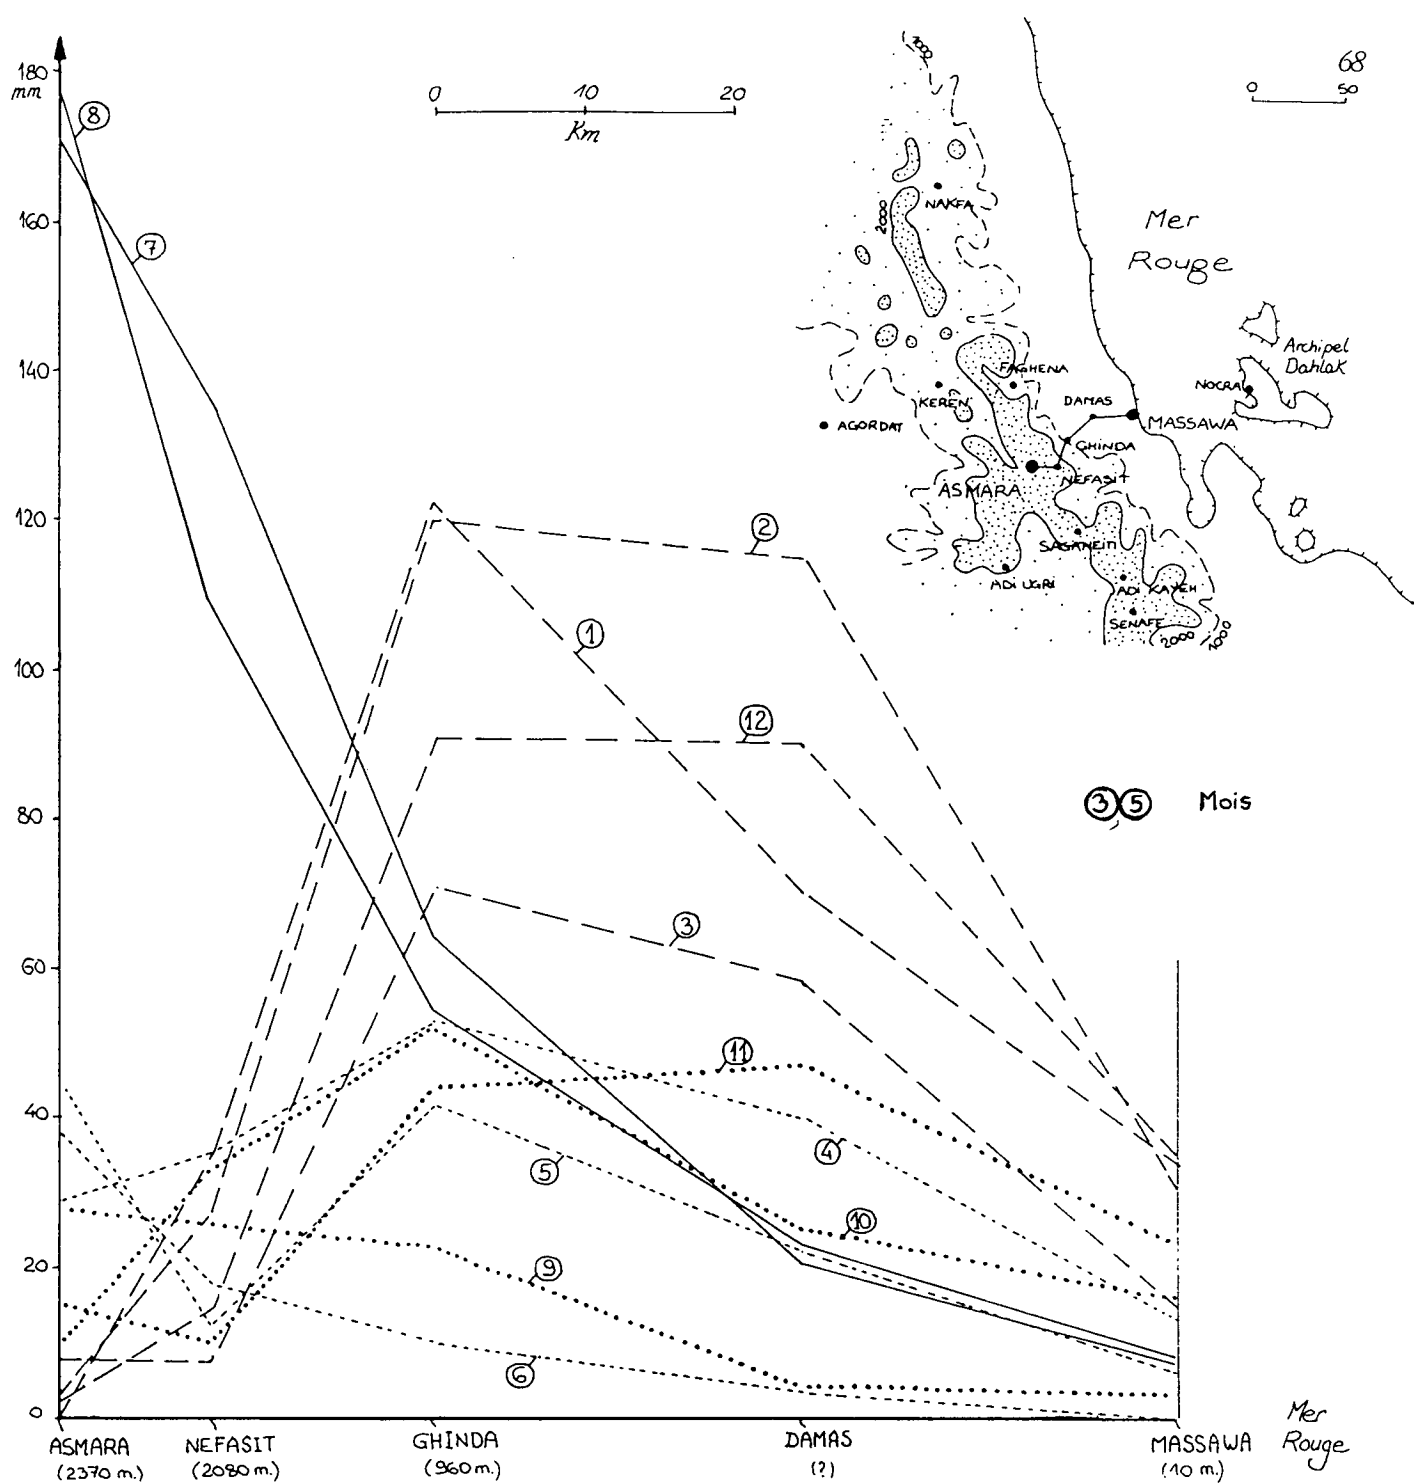 180
mm
160
140
120
100
80
60
40
20
0
8
7
0 10 20
Km
68
0 50
1000
2000
NAKFA
Mer
Rouge
Archipel
Dahlak
NOCRA
FAGHENA
KEREN
DAMAS
MASSAWA
AGORDAT
GHINDA
ASMARA
NEFASIT
SAGANEITI
ADI UGRI
ADI KAYEH
SENAFE
2000
1000
2
1
12
3 5 Mois
3
11
4
5
10
9
6
ASMARA
(2370 m.)
NEFASIT
(2080 m.)
GHINDA
(960 m.)
DAMAS
(?)
MASSAWA
(10 m.)
Mer
Rouge